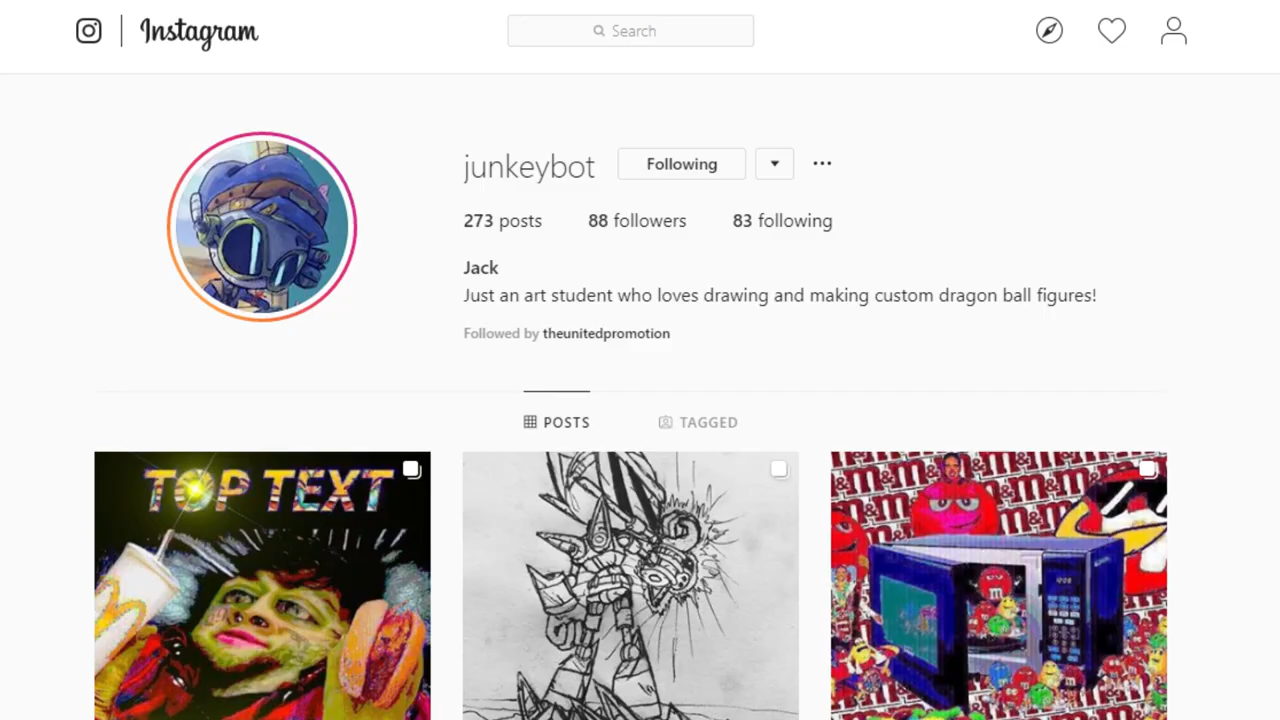 Instagram
Search
junkeybot Following
273 posts 88 followers 83 following
Jack
Just an art student who loves drawing and making custom dragon ball figures!
Followed by theunitedpromotion
POSTS TAGGED
TOP TEXT
m&m